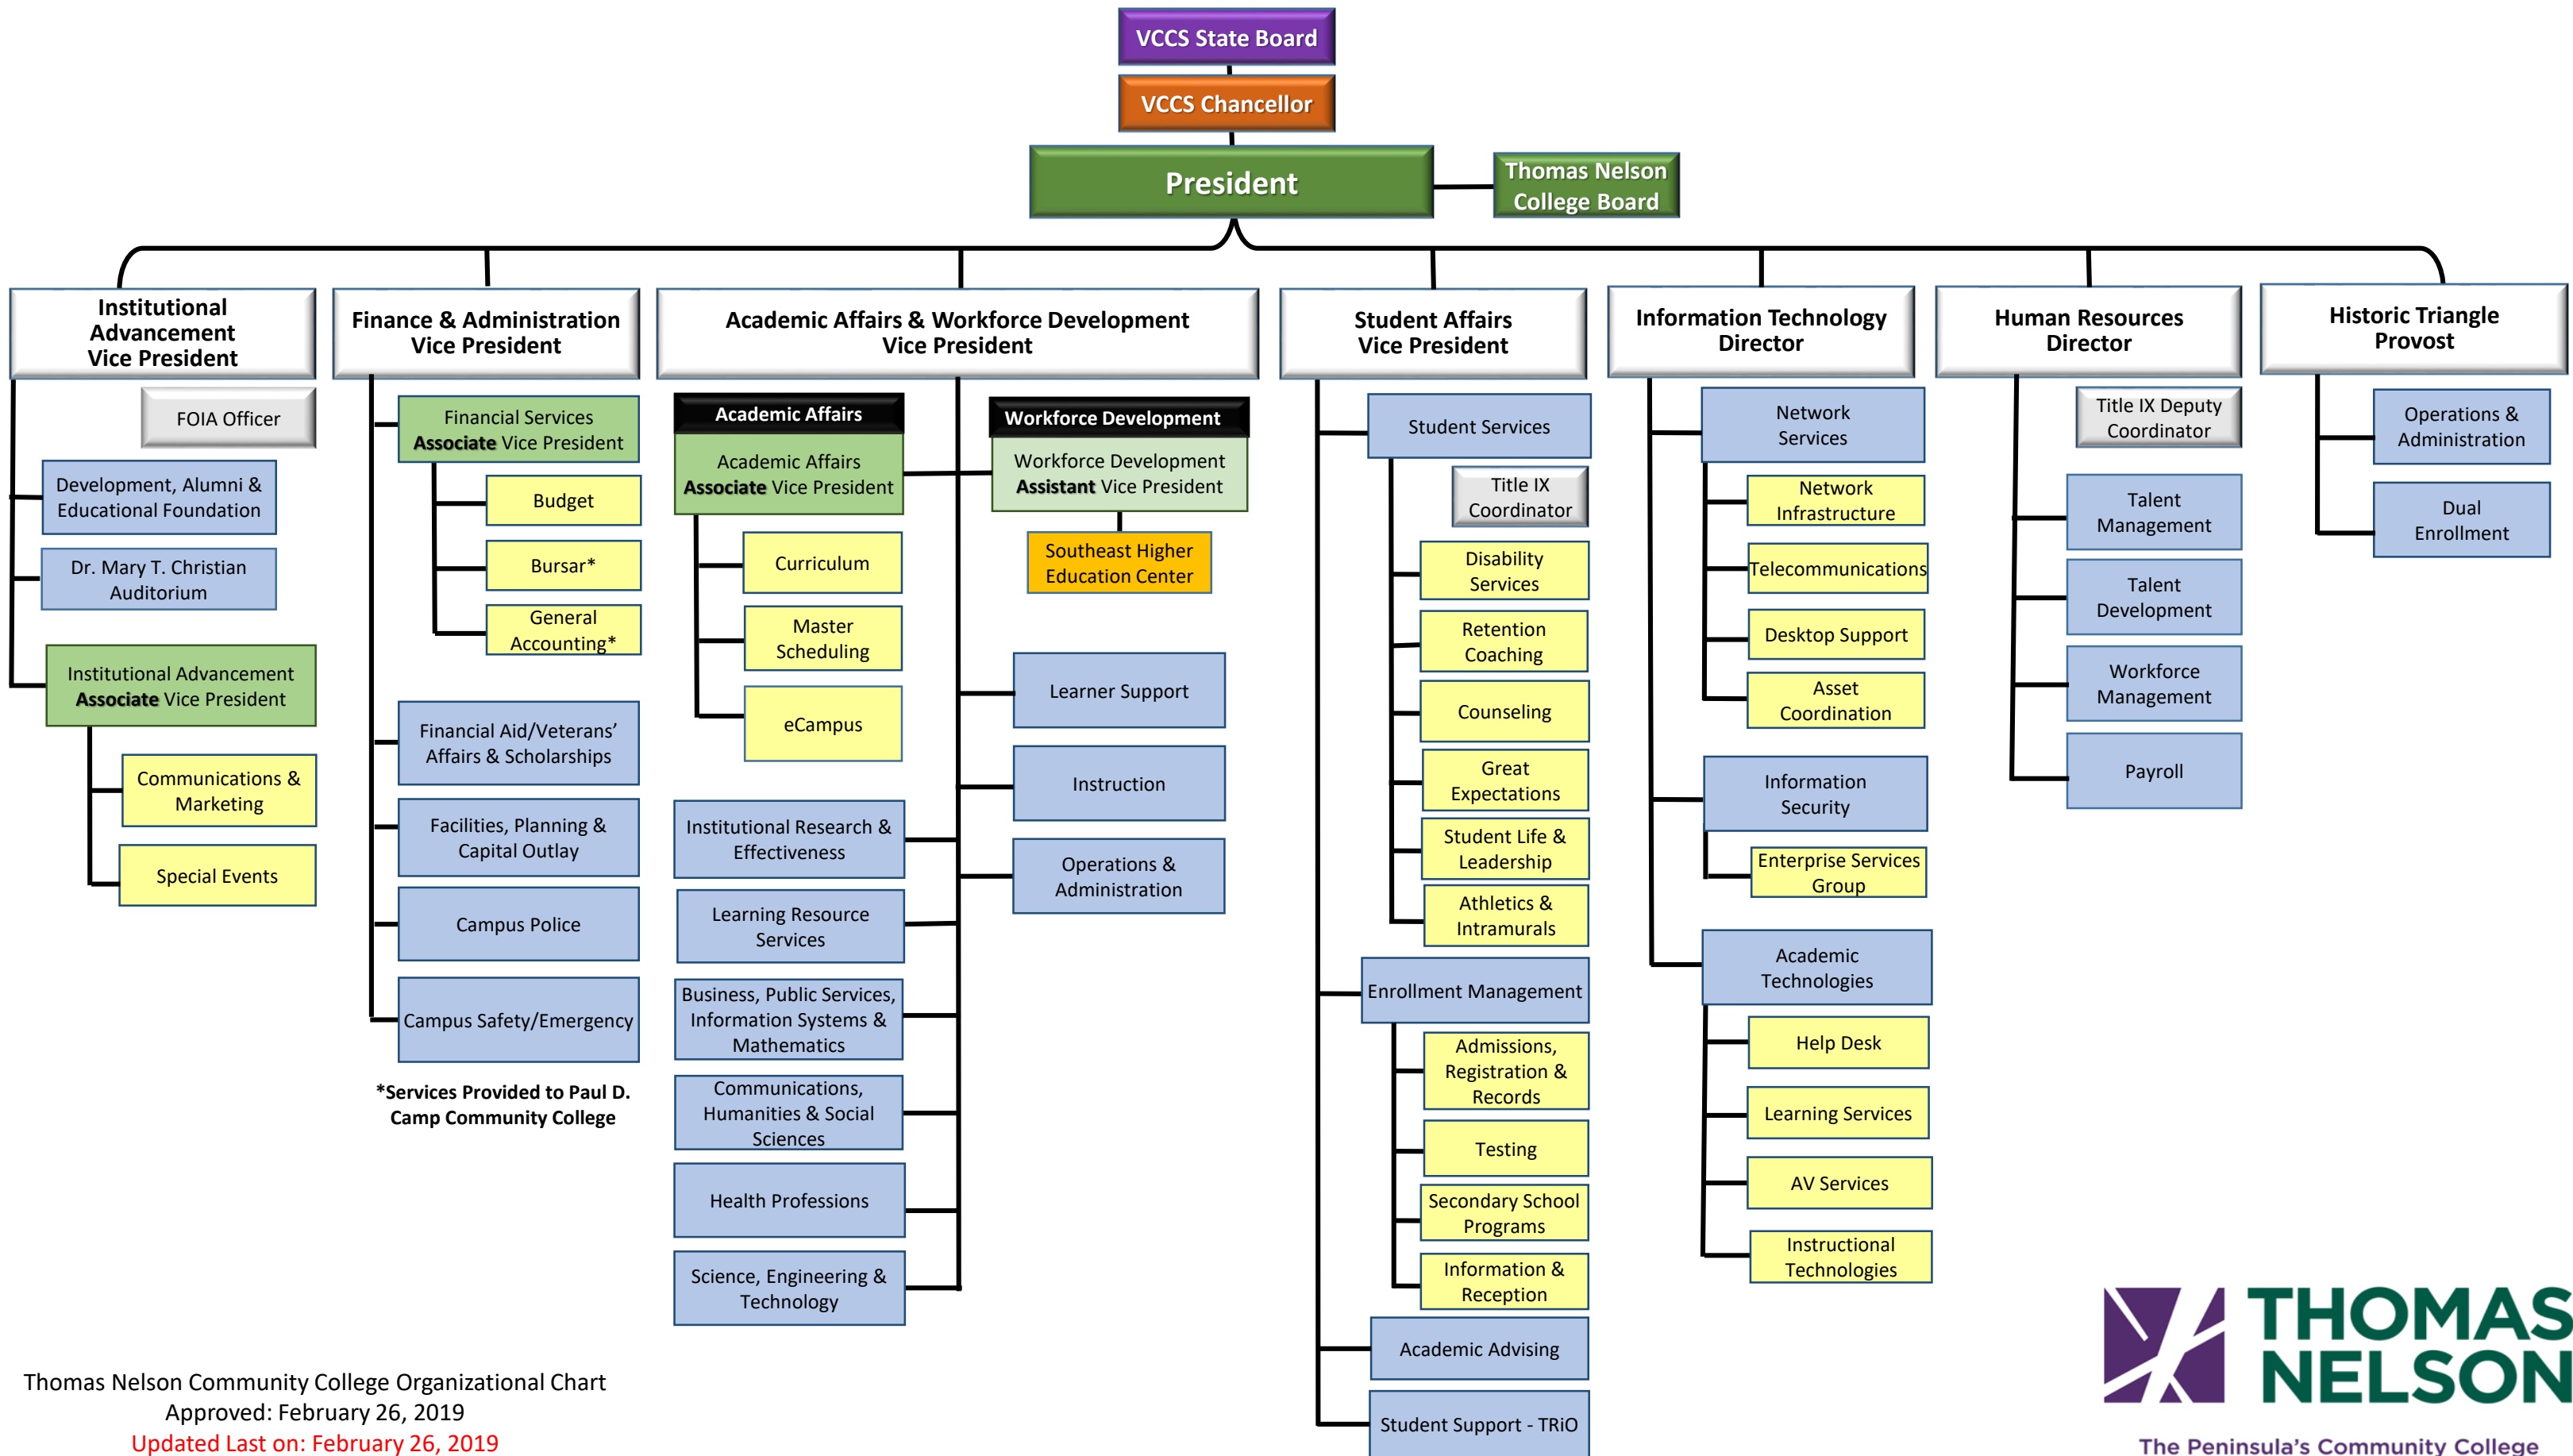 VCCS State Board
VCCS Chancellor
President
Thomas Nelson
College Board
Institutional
Advancement
Vice President
FOIA Officer
Development, Alumni &
Educational Foundation
Dr. Mary T. Christian
Auditorium
Institutional Advancement
Associate Vice President
Communications &
Marketing
Special Events
Finance & Administration
Vice President
Financial Services
Associate Vice President
Budget
Bursar*
General
Accounting*
Financial Aid/Veterans’
Affairs & Scholarships
Facilities, Planning &
Capital Outlay
Campus Police
Campus Safety/Emergency
*Services Provided to Paul D.
Camp Community College
Academic Affairs & Workforce Development
Vice President
Academic Affairs
Academic Affairs
Associate Vice President
Curriculum
Master
Scheduling
eCampus
Institutional Research &
Effectiveness
Learning Resource
Services
Business, Public Services,
Information Systems &
Mathematics
Communications,
Humanities & Social
Sciences
Health Professions
Science, Engineering &
Technology
Workforce Development
Workforce Development
Assistant Vice President
Southeast Higher
Education Center
Learner Support
Instruction
Operations &
Administration
Student Affairs
Vice President
Student Services
Title IX
Coordinator
Disability
Services
Retention
Coaching
Counseling
Great
Expectations
Student Life &
Leadership
Athletics &
Intramurals
Enrollment Management
Admissions,
Registration &
Records
Testing
Secondary School
Programs
Information &
Reception
Academic Advising
Student Support - TRiO
Information Technology
Director
Network
Services
Network
Infrastructure
Telecommunications
Desktop Support
Asset
Coordination
Information
Security
Enterprise Services
Group
Academic
Technologies
Help Desk
Learning Services
AV Services
Instructional
Technologies
Human Resources
Director
Title IX Deputy
Coordinator
Talent
Management
Talent
Development
Workforce
Management
Payroll
Historic Triangle
Provost
Operations &
Administration
Dual
Enrollment
Thomas Nelson Community College Organizational Chart
Approved: February 26, 2019
Updated Last on: February 26, 2019
THOMAS
NELSON
The Peninsula's Community College